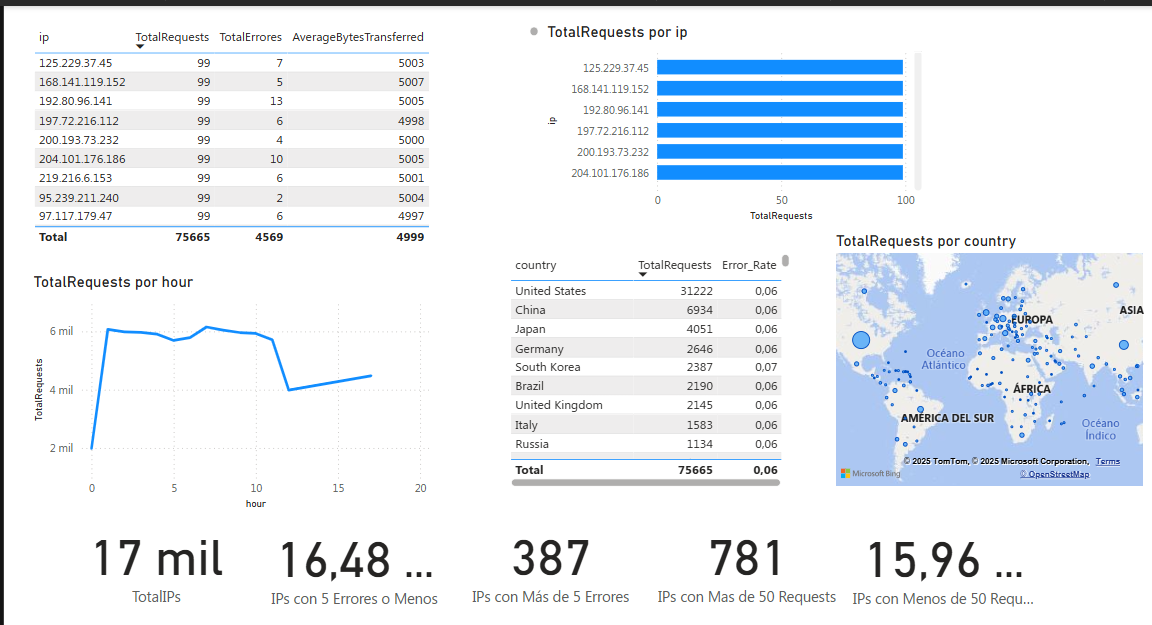 ip TotalRequests TotalErrores AverageBytesTransferred
125.229.37.45 99 7 5003
168.141.119.152 99 5 5007
192.80.96.141 99 13 5005
197.72.216.112 99 6 4998
200.193.73.232 99 4 5000
204.101.176.186 99 10 5005
219.216.6.153 99 6 5001
95.239.211.240 99 2 5004
97.117.179.47 99 6 4997
Total 75665 4569 4999
TotalRequests por ip
ip
125.229.37.45
168.141.119.152
192.80.96.141
197.72.216.112
200.193.73.232
204.101.176.186
0 50 100
TotalRequests
TotalRequests por hour
TotalRequests
6 mil
4 mil
2 mil
0 5 10 15 20
hour
country TotalRequests Error_Rate
United States 31222 0,06
China 6934 0,06
Japan 4051 0,06
Germany 2646 0,06
South Korea 2387 0,07
Brazil 2190 0,06
United Kingdom 2145 0,06
Italy 1583 0,06
Russia 1134 0,06
Total 75665 0,06
TotalRequests por country
EUROPA
ASIA
Océano
Atlántico
ÁFRICA
AMÉRICA DEL SUR
Océano
Índico
© 2025 TomTom, © 2025 Microsoft Corporation, Terms
Microsoft Bing
© OpenStreetMap
17 mil
TotalIPs
16,48 ...
IPs con 5 Errores o Menos
387
IPs con Más de 5 Errores
781
IPs con Mas de 50 Requests
15,96 ...
IPs con Menos de 50 Requ...